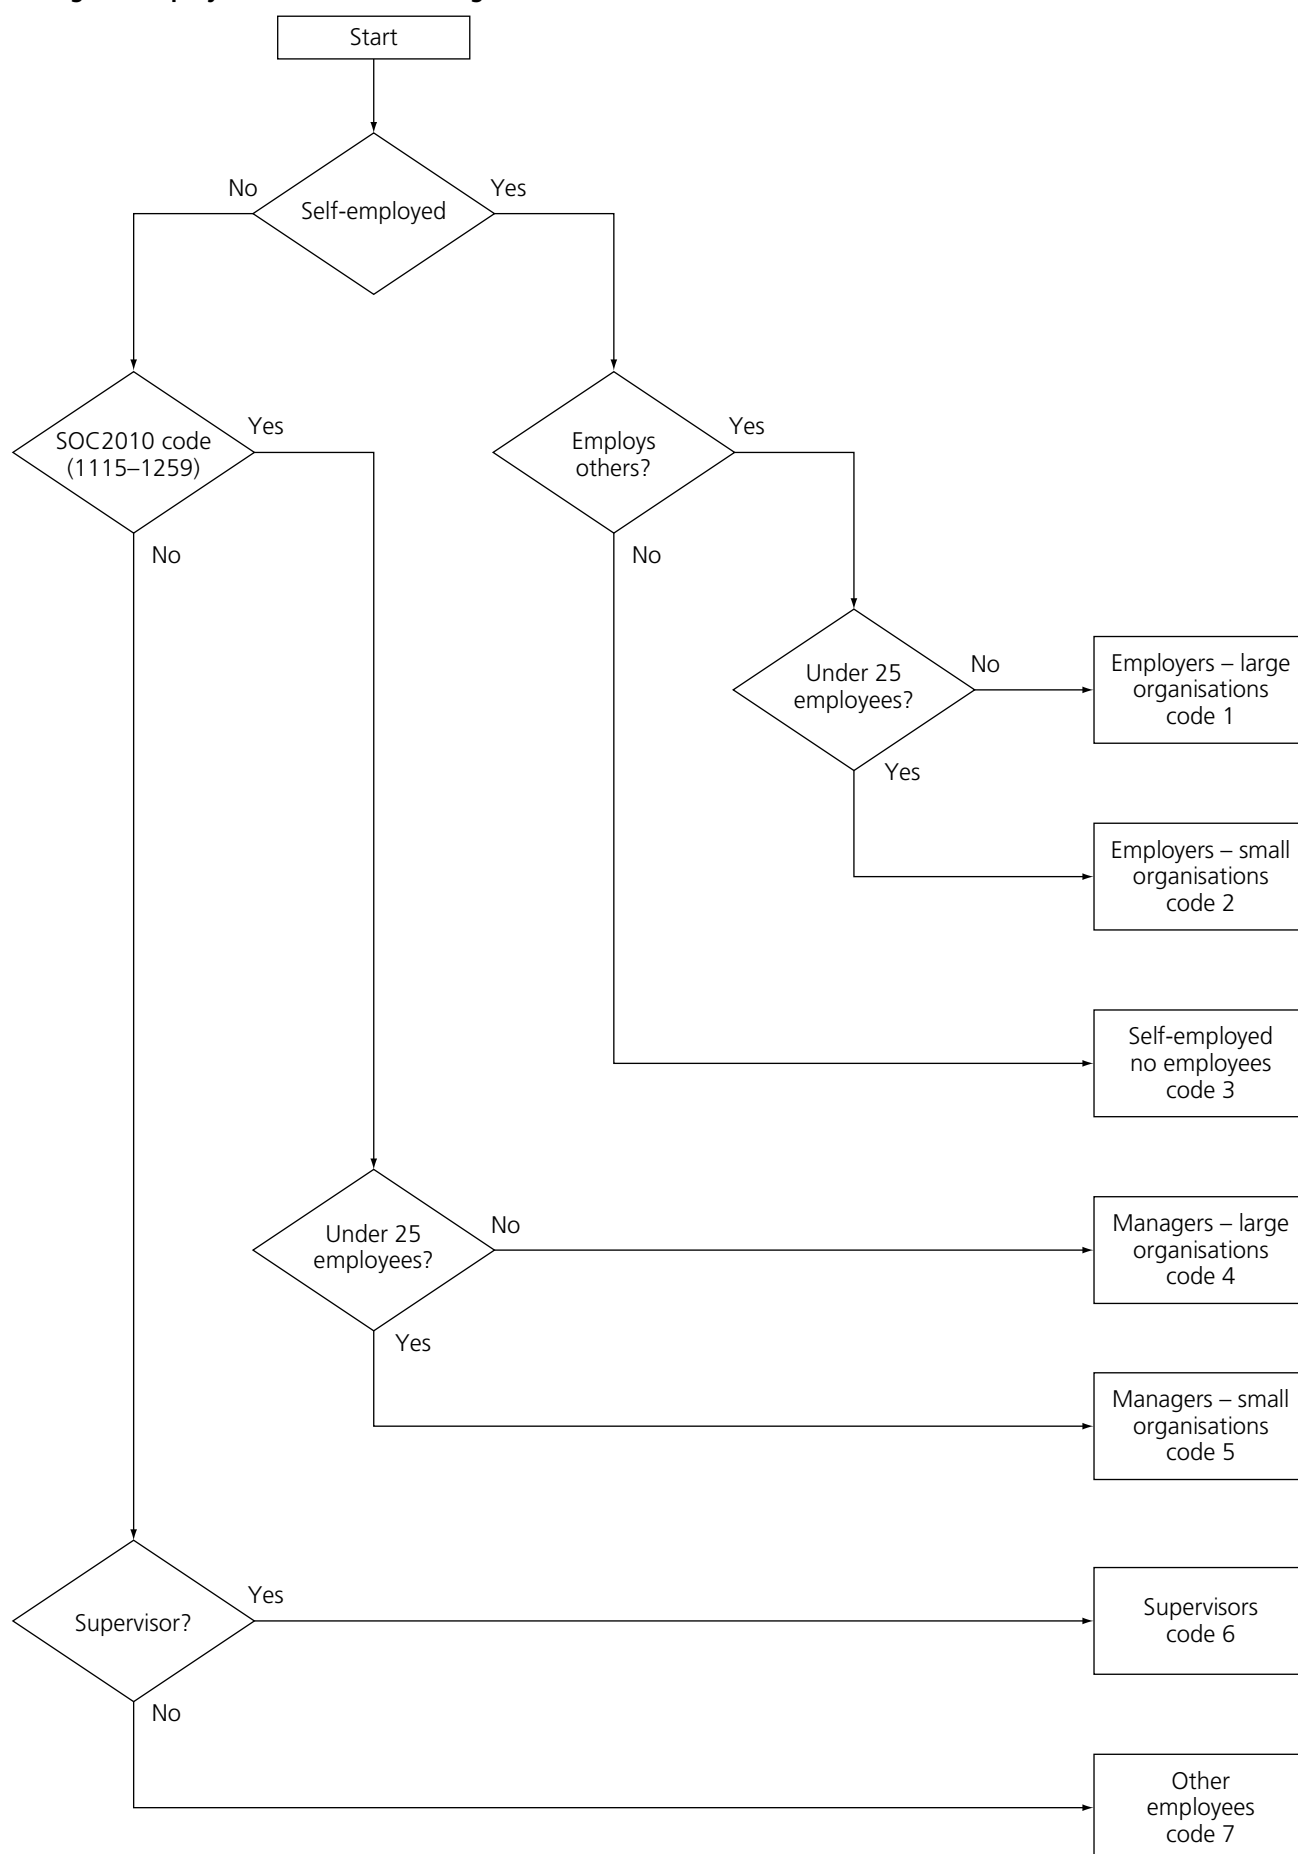 Start
No
Yes
Self-employed
SOC2010 code
(1115–1259)
Yes
No
Employs
others?
Yes
No
Under 25
employees?
No
Yes
Employers – large
organisations
code 1
Employers – small
organisations
code 2
Self-employed
no employees
code 3
Under 25
employees?
No
Yes
Managers – large
organisations
code 4
Managers – small
organisations
code 5
Supervisor?
Yes
No
Supervisors
code 6
Other
employees
code 7